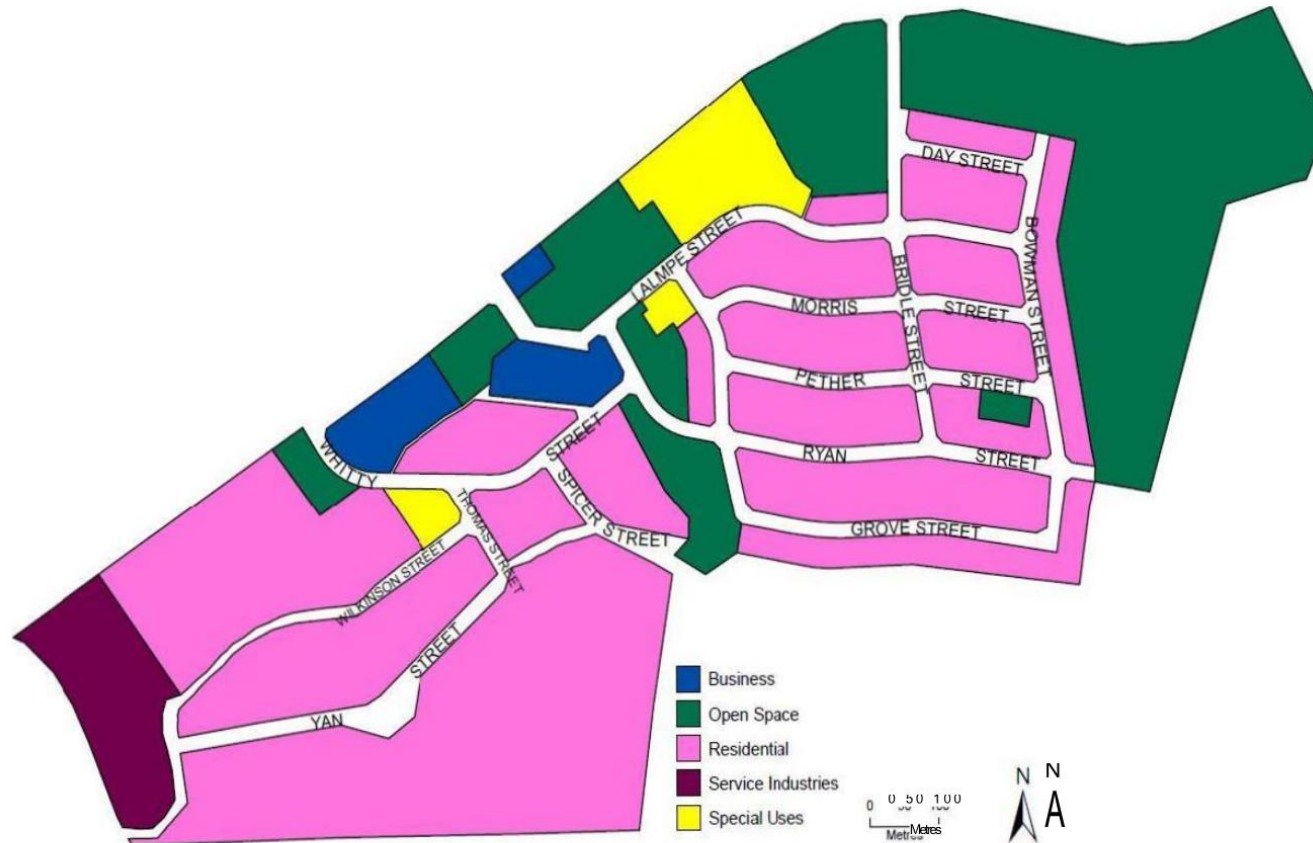 DAY STREET
LALMPE STREET
BOWMAN STREET
BRIDLE STREET
MORRIS STREET
PETHER STREET
RYAN STREET
GROVE STREET
WHITTY STREET
SPICER STREET
THOMAS STREET
WILKINSON STREET
YAN STREET
Business
Open Space
Residential
Service Industries
Special Uses
0 50 100
Metres
N
N
A